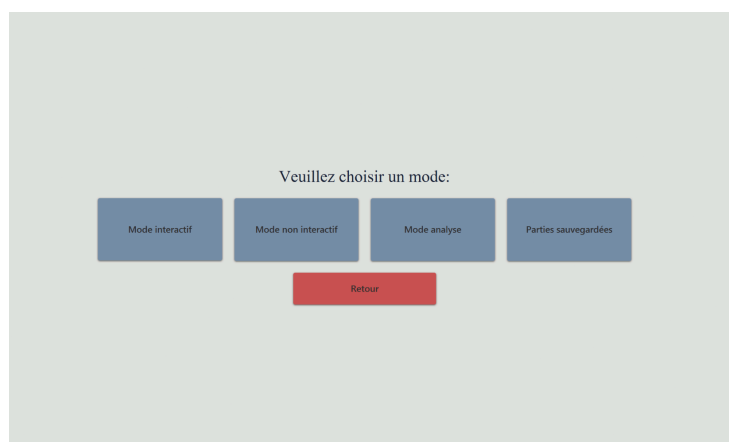 Veuillez choisir un mode:
Mode interactif
Mode non interactif
Mode analyse
Parties sauvegardées
Retour